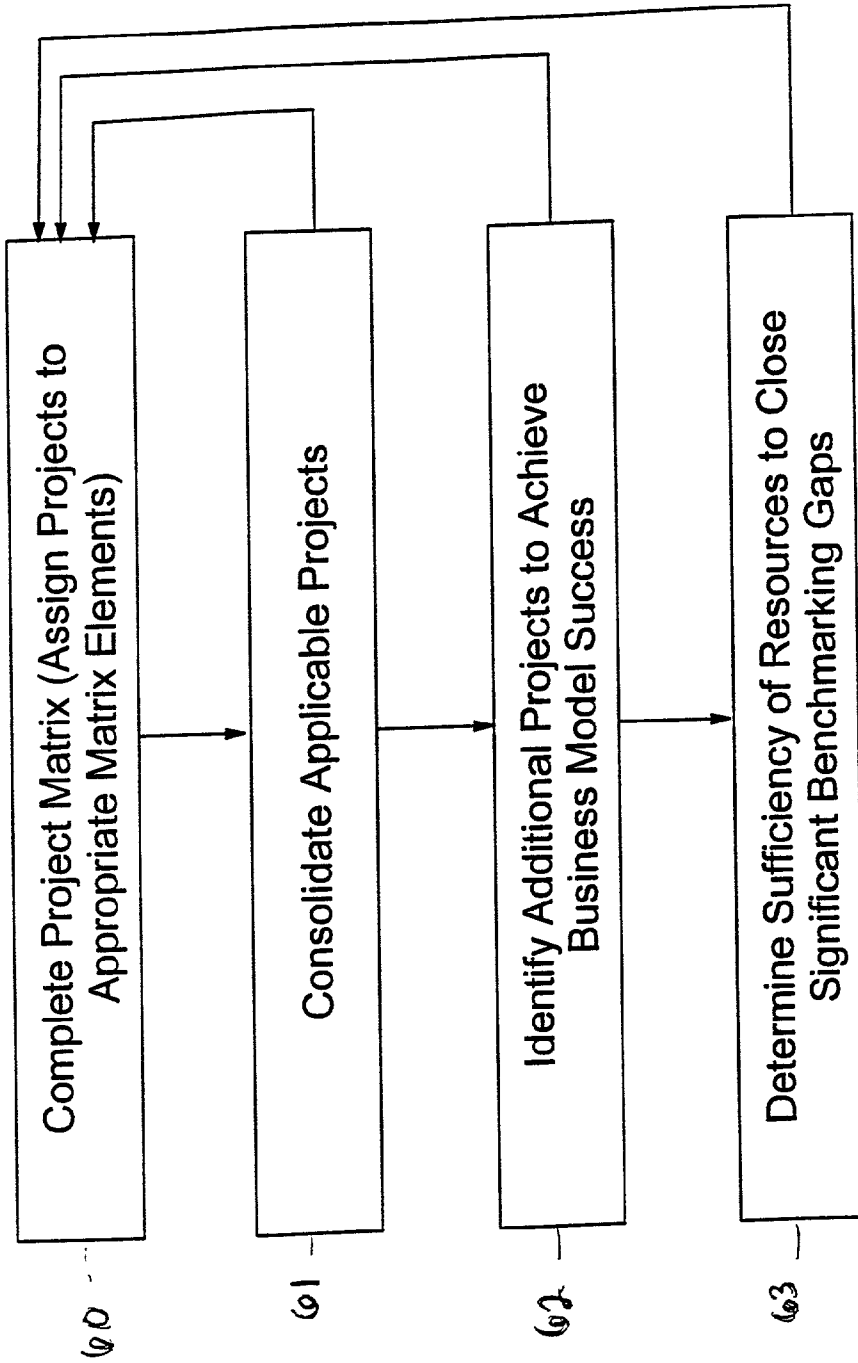 60
Complete Project Matrix (Assign Projects to
Appropriate Matrix Elements)
61
Consolidate Applicable Projects
62
Identify Additional Projects to Achieve
Business Model Success
63
Determine Sufficiency of Resources to Close
Significant Benchmarking Gaps